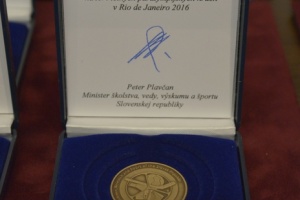 v Rio de Janeiro 2016
Peter Plavčan
Minister školstva, vedy, výskumu a športu
Slovenskej republiky